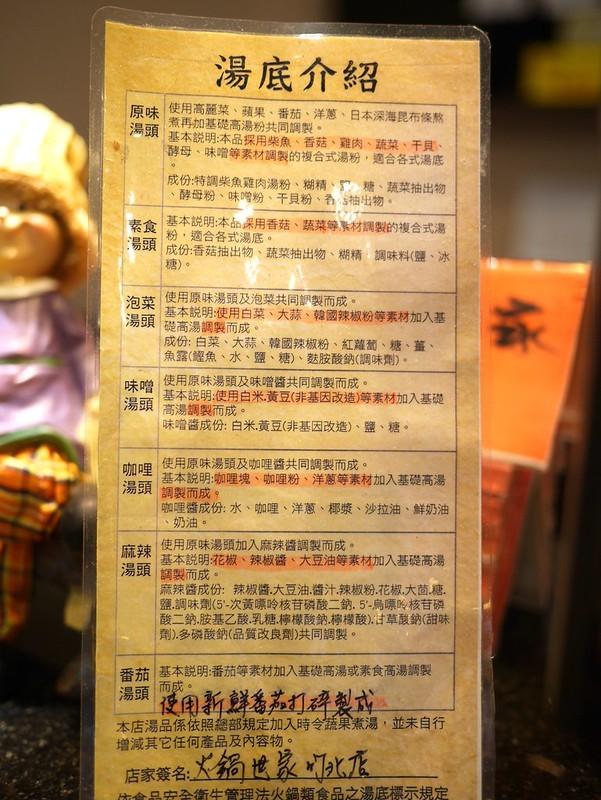 湯底介紹
原味
湯頭
使用高麗菜、蘋果、番茄、洋蔥、日本深海昆布條熬
煮再加基礎高湯粉共同調製。
基本說明:本品採用柴魚、香菇、雞肉、蔬菜、干貝、
酵母、味噌等素材調製的複合式湯粉，適合各式湯底
。
成份:特調柴魚雞肉湯粉、糊精、、糖、蔬菜抽出物
、酵母粉、味噌粉、干貝粉、香菇抽出物。
素食
湯頭
基本說明:本品採用香菇、蔬菜等素材調製的複合式湯
粉，適合各式湯底。
成份:香菇抽出物、蔬菜抽出物、糊精、調味料(鹽、冰
糖)。
泡菜
湯頭
使用原味湯頭及泡菜共同調製而成。
基本說明:使用白菜、大蒜、韓國辣椒粉等素材加入基
礎高湯調製而成。
成份: 白菜、大蒜、韓國辣椒粉、紅蘿蔔、糖、薑、
魚露(鰹魚、水、鹽、糖)、麩胺酸鈉(調味劑)。
味噌
湯頭
使用原味湯頭及味噌醬共同調製而成。
基本說明:使用白米.黃豆(非基因改造)等素材加入基礎
高湯調製而成。
味噌醬成份: 白米.黃豆(非基因改造)、鹽、糖。
咖哩
湯頭
使用原味湯頭及咖哩醬共同調製而成。
基本說明:咖哩塊、咖哩粉、洋蔥等素材加入基礎高湯
調製而成。
咖哩醬成份: 水、咖哩、洋蔥、椰漿、沙拉油、鮮奶油
、奶油。
麻辣
湯頭
使用原味湯頭加入麻辣醬調製而成。
基本說明:花椒、辣椒醬、大豆油等素材加入基礎高湯
調製而成。
麻辣醬成份: 辣椒醬.大豆油.醬汁.辣椒粉.花椒.大茴.糖.
鹽.調味劑(5'-次黃嘌呤核苷磷酸二鈉. 5'-鳥嘌呤核苷磷
酸二鈉.胺基乙酸.乳糖.檸檬酸鈉.檸檬酸).甘草酸鈉(甜味
劑).多磷酸鈉(品質改良劑)共同調製。
番茄
湯頭
基本說明:番茄等素材加入基礎高湯或素食高湯調製
而成。
使用新鮮番茄打碎製成
本店湯品係依照總部規定加入時令蔬果煮湯，並未自行
增減其它任何產品及內容物。
店家簽名: 火鍋世家 竹北店
依食品安全衛生管理法火鍋類食品之湯底標示規定